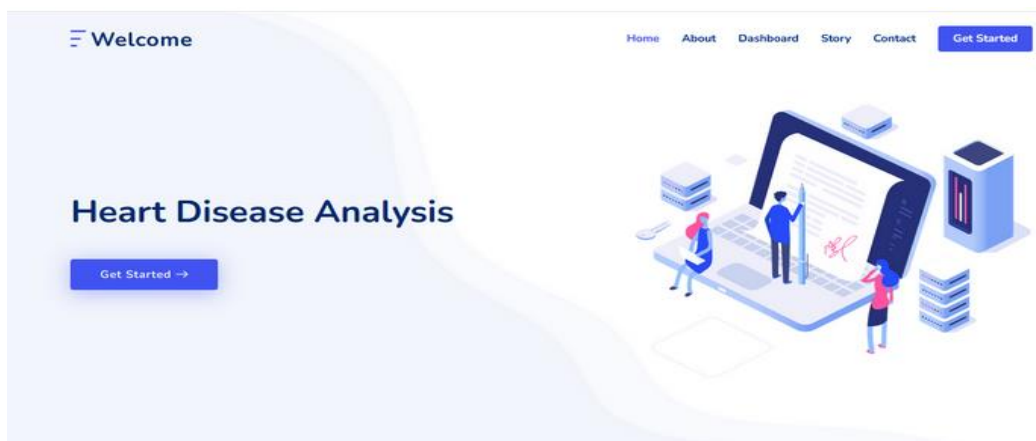 Welcome
Home About Dashboard Story Contact Get Started
Heart Disease Analysis
Get Started →